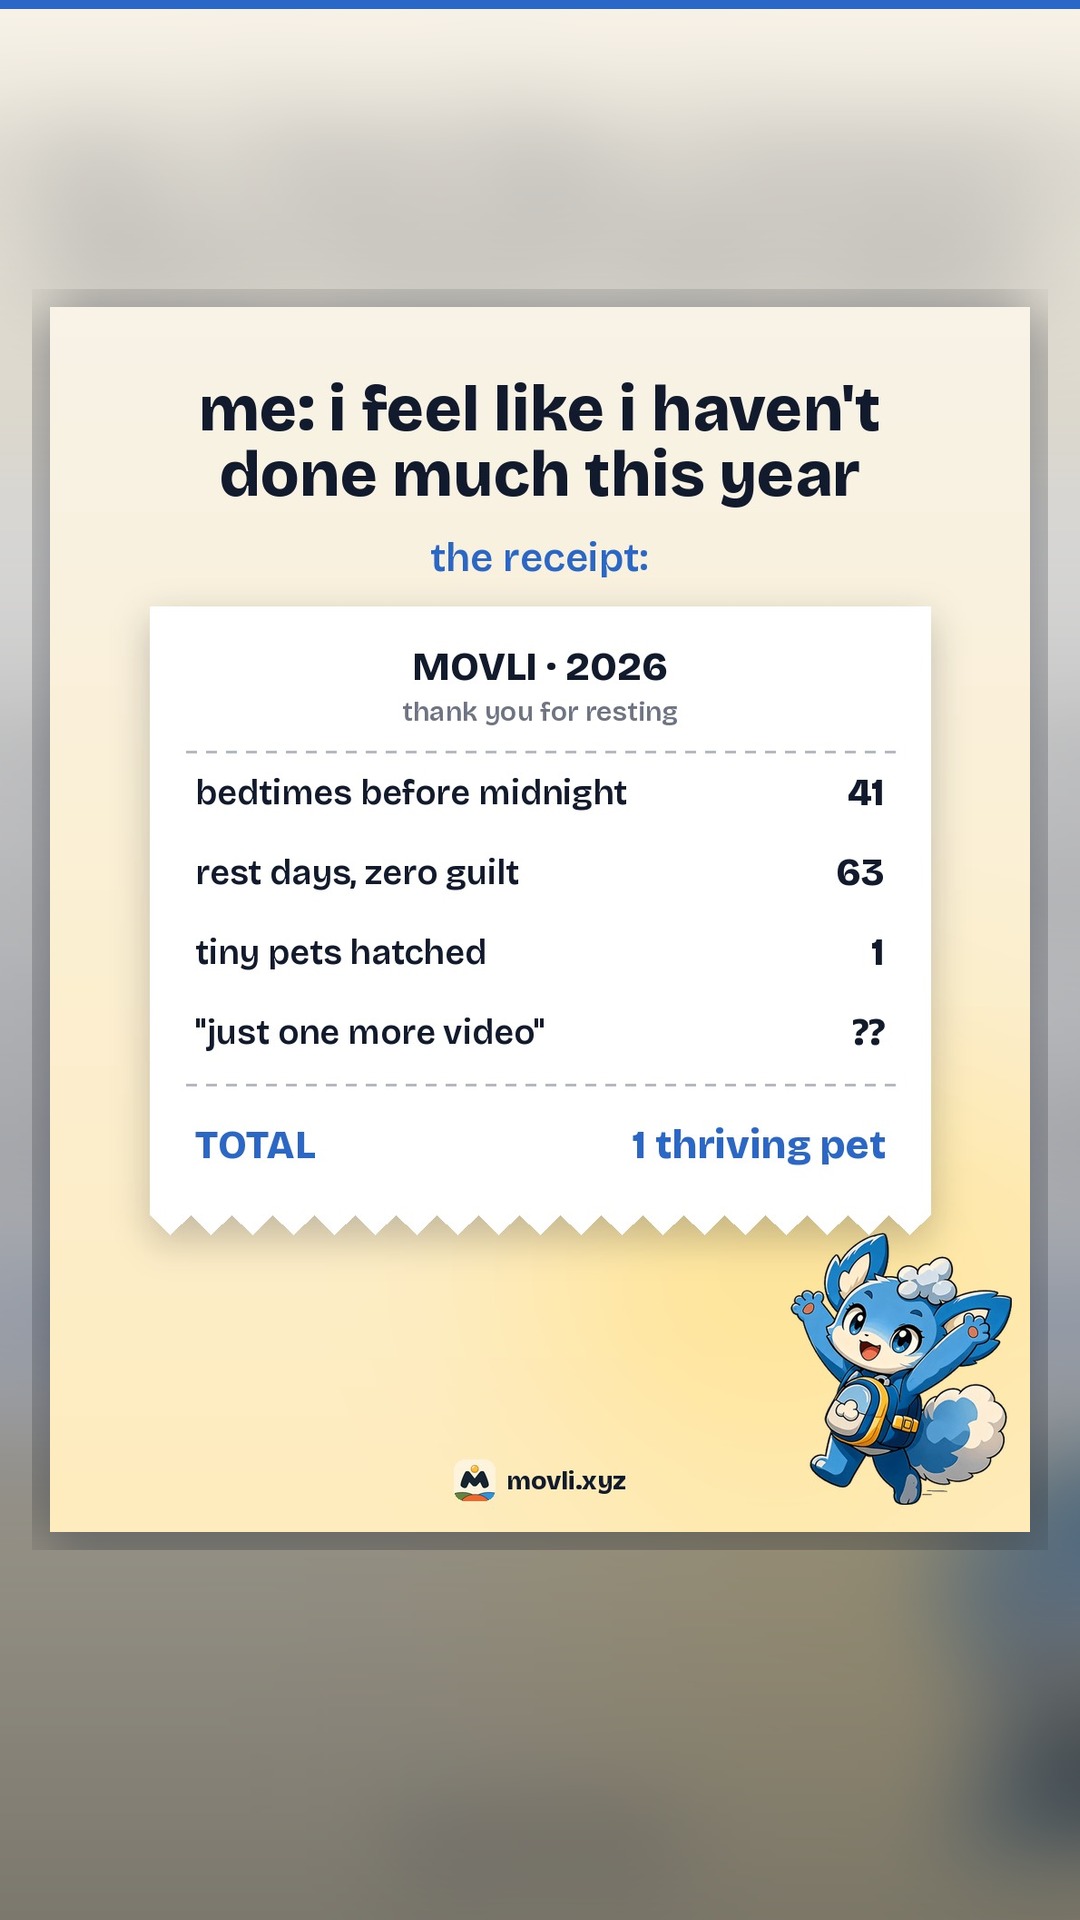 me: i feel like i haven't
done much this year
the receipt:
MOVLI · 2026
thank you for resting
bedtimes before midnight 41
rest days, zero guilt 63
tiny pets hatched 1
"just one more video" ??
TOTAL 1 thriving pet
movli.xyz